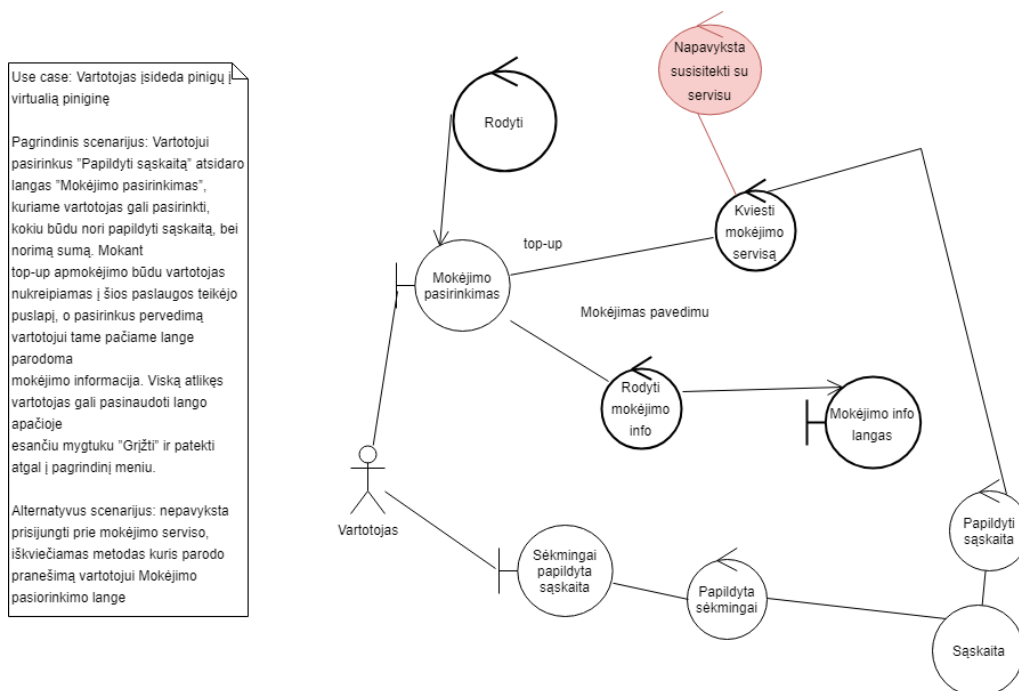 Use case: Vartotojas įsideda pinigų į
virtualią piniginę
Pagrindinis scenarijus: Vartotojui
pasirinkus "Papildyti sąskaitą" atsidaro
langas "Mokėjimo pasirinkimas",
kuriame vartotojas gali pasirinkti,
kokiu būdu nori papildyti sąskaitą, bei
norimą sumą. Mokant
top-up apmokėjimo būdu vartotojas
nukreipiamas į šios paslaugos teikėjo
puslapį, o pasirinkus pervedimą
vartotojui tame pačiame lange
parodoma
mokėjimo informacija. Viską atlikęs
vartotojas gali pasinaudoti lango
apačioje
esančiu mygtuku "Grįžti" ir patekti
atgal į pagrindinį meniu.
Alternatyvus scenarijus: nepavyksta
prisijungti prie mokėjimo serviso,
iškviečiamas metodas kuris parodo
pranešimą vartotojui Mokėjimo
pasiorinkimo lange
Napavyksta
susisitekti su
servisu
Rodyti
Kviesti
mokėjimo
servisą
top-up
Mokėjimo
pasirinkimas
Mokėjimas pavedimu
Rodyti
mokėjimo
info
Mokėjimo info
langas
Vartotojas
Papildyti
sąskaita
Sėkmingai
papildyta
sąskaita
Papildyta
sėkmingai
Sąskaita